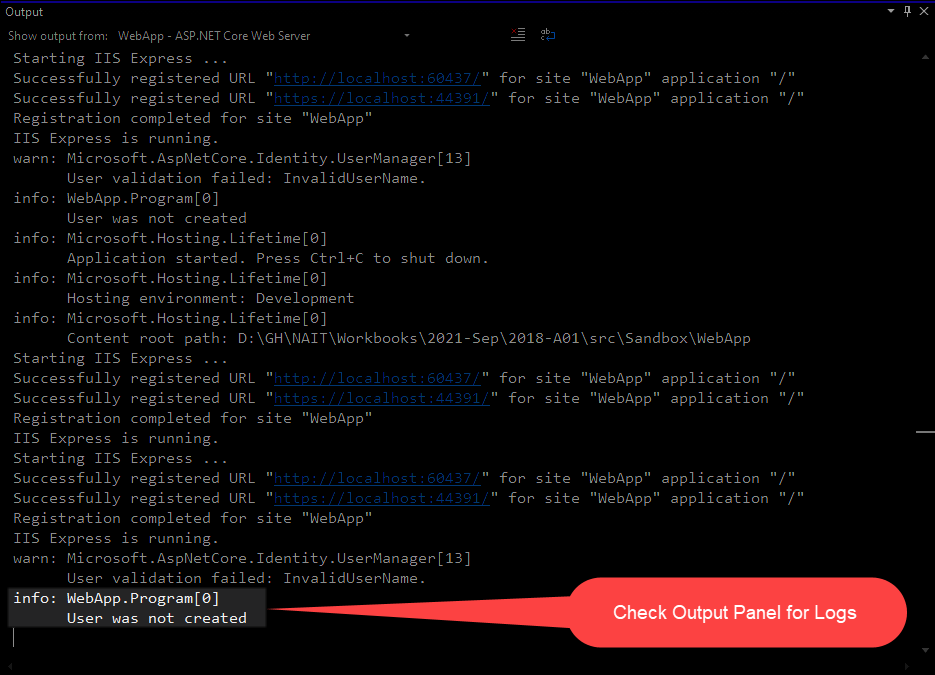 Output
Show output from: WebApp - ASP.NET Core Web Server
Starting IIS Express ...
Successfully registered URL "http://localhost:60437/" for site "WebApp" application "/"
Successfully registered URL "https://localhost:44391/" for site "WebApp" application "/"
Registration completed for site "WebApp"
IIS Express is running.
warn: Microsoft.AspNetCore.Identity.UserManager[13]
      User validation failed: InvalidUserName.
info: WebApp.Program[0]
      User was not created
info: Microsoft.Hosting.Lifetime[0]
      Application started. Press Ctrl+C to shut down.
info: Microsoft.Hosting.Lifetime[0]
      Hosting environment: Development
info: Microsoft.Hosting.Lifetime[0]
      Content root path: D:\GH\NAIT\Workbooks\2021-Sep\2018-A01\src\Sandbox\WebApp
Starting IIS Express ...
Successfully registered URL "http://localhost:60437/" for site "WebApp" application "/"
Successfully registered URL "https://localhost:44391/" for site "WebApp" application "/"
Registration completed for site "WebApp"
IIS Express is running.
Starting IIS Express ...
Successfully registered URL "http://localhost:60437/" for site "WebApp" application "/"
Successfully registered URL "https://localhost:44391/" for site "WebApp" application "/"
Registration completed for site "WebApp"
IIS Express is running.
warn: Microsoft.AspNetCore.Identity.UserManager[13]
      User validation failed: InvalidUserName.
info: WebApp.Program[0]
      User was not created
Check Output Panel for Logs